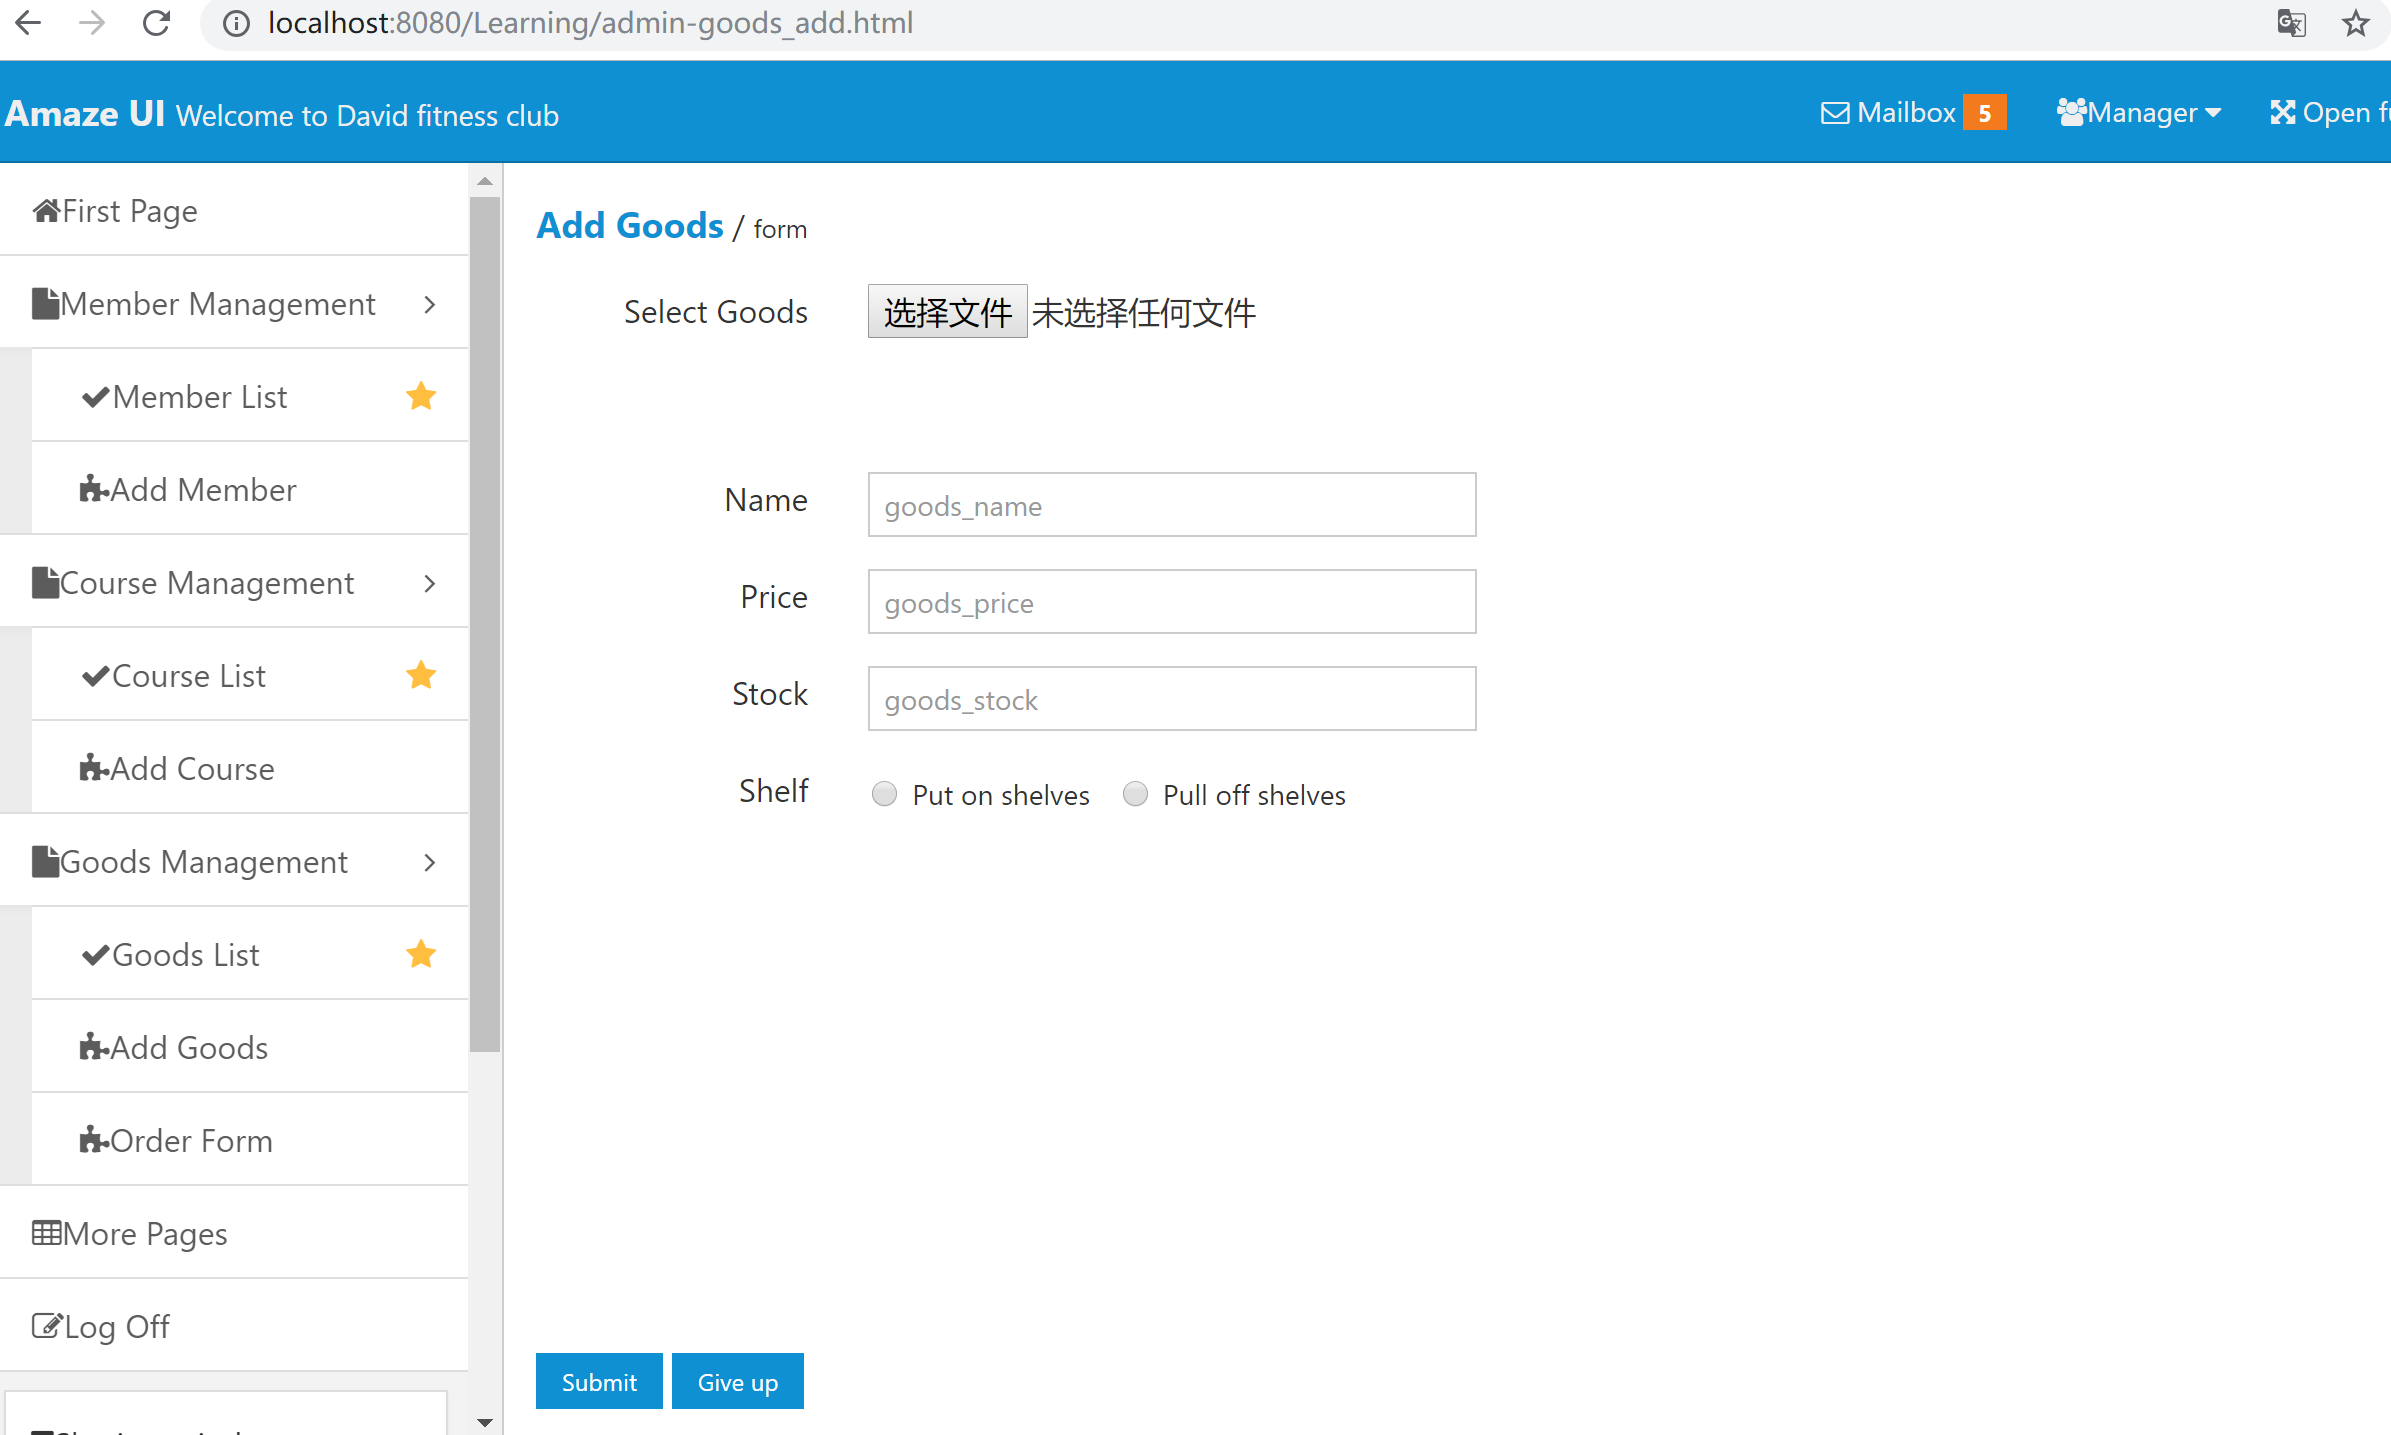 localhost:8080/Learning/admin-goods_add.html
Amaze UI Welcome to David fitness club
Mailbox 5
Manager
Open
First Page
Member Management
Member List
Add Member
Course Management
Course List
Add Course
Goods Management
Goods List
Add Goods
Order Form
More Pages
Log Off
Add Goods / form
Select Goods 选择文件 未选择任何文件
Name goods_name
Price goods_price
Stock goods_stock
Shelf Put on shelves Pull off shelves
Submit Give up